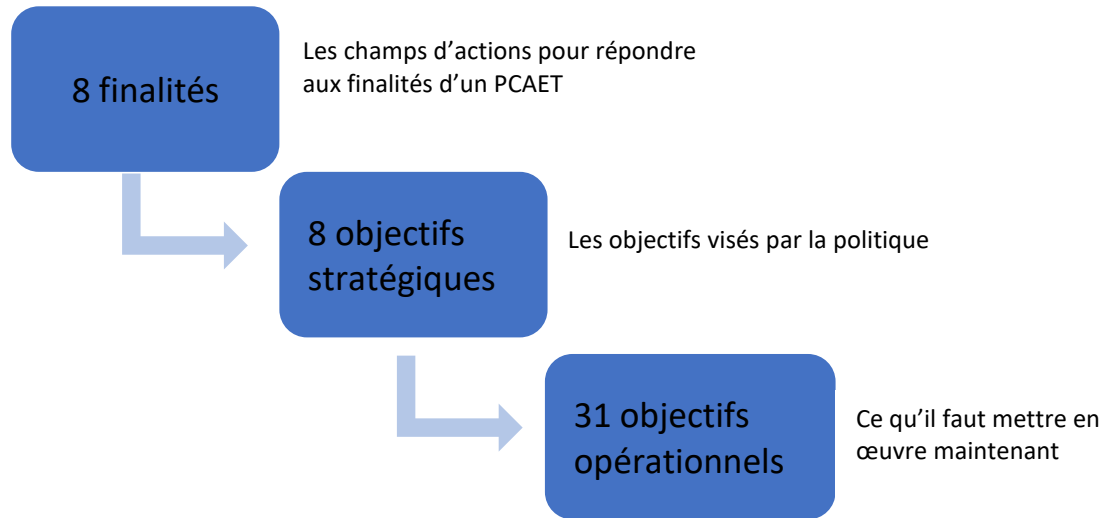 8 finalités
Les champs d’actions pour répondre
aux finalités d’un PCAET
8 objectifs
stratégiques
Les objectifs visés par la politique
31 objectifs
opérationnels
Ce qu’il faut mettre en
œuvre maintenant